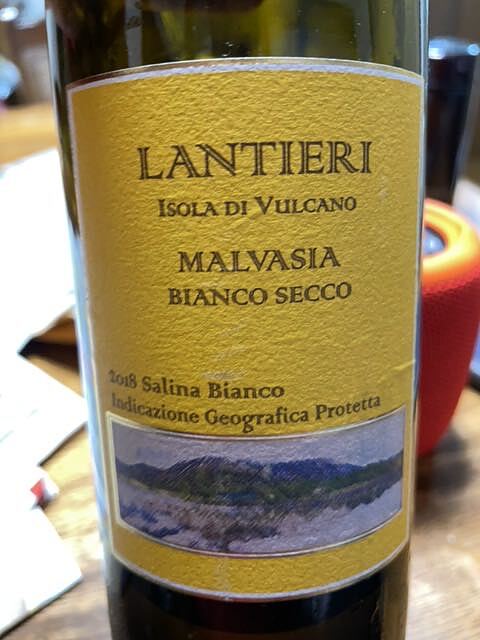 LANTIERI
ISOLA DI VULCANO
MALVASIA
BIANCO SECCO
2018 Salina Bianco
Indicazione Geografica Protetta